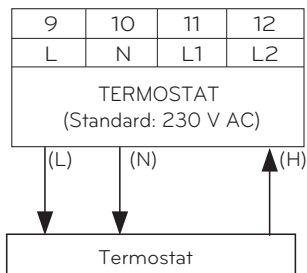 9 10 11 12
L N L1 L2
TERMOSTAT
(Standard: 230 V AC)
(L) (N) (H)
Termostat